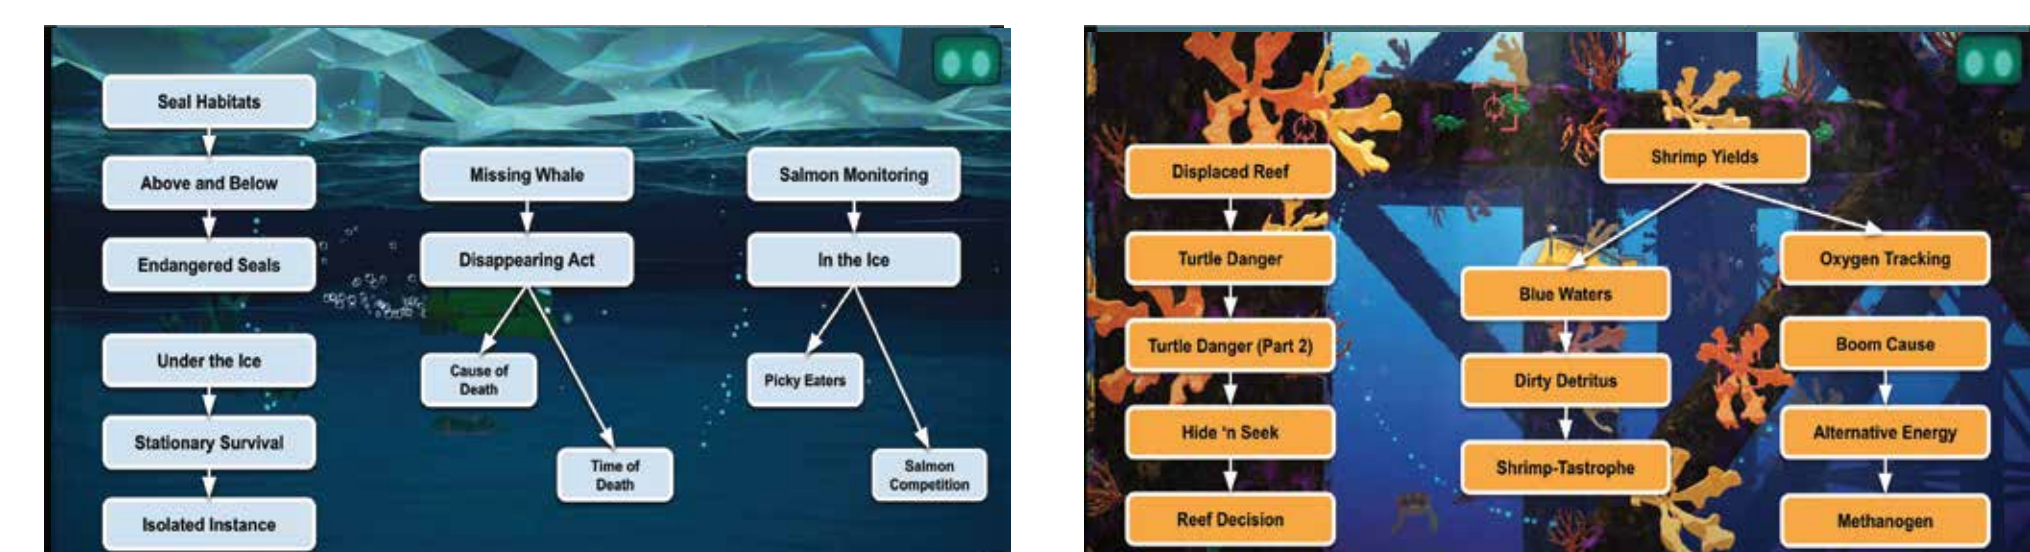 Seal Habitats
Above and Below
Endangered Seals
Under the Ice
Stationary Survival
Isolated Instance
Missing Whale
Disappearing Act
Cause of
Death
Time of
Death
Salmon Monitoring
In the Ice
Picky Eaters
Salmon
Competition
Displaced Reef
Turtle Danger
Turtle Danger (Part 2)
Hide ‘n Seek
Reef Decision
Shrimp Yields
Blue Waters
Dirty Detritus
Shrimp-Tastrophe
Oxygen Tracking
Boom Cause
Alternative Energy
Methanogen